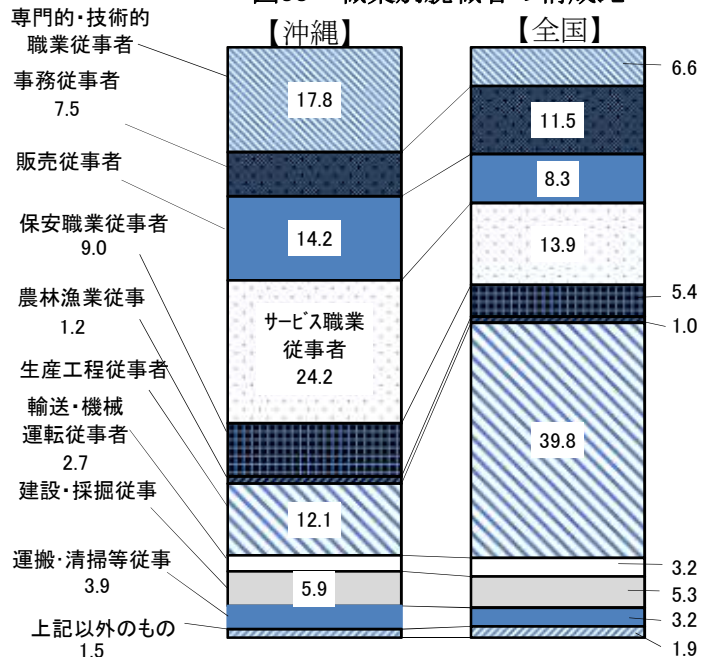 【沖縄】
【全国】
専門的・技術的
職業従事者
事務従事者
7.5
販売従事者
保安職業従事者
9.0
農林漁業従事
1.2
生産工程従事者
輸送・機械
運転従事者
2.7
建設・採掘従事
運搬・清掃等従事
3.9
上記以外のもの
1.5
17.8
14.2
サービス職業
従事者
24.2
12.1
5.9
6.6
11.5
8.3
13.9
5.4
1.0
39.8
3.2
5.3
3.2
1.9